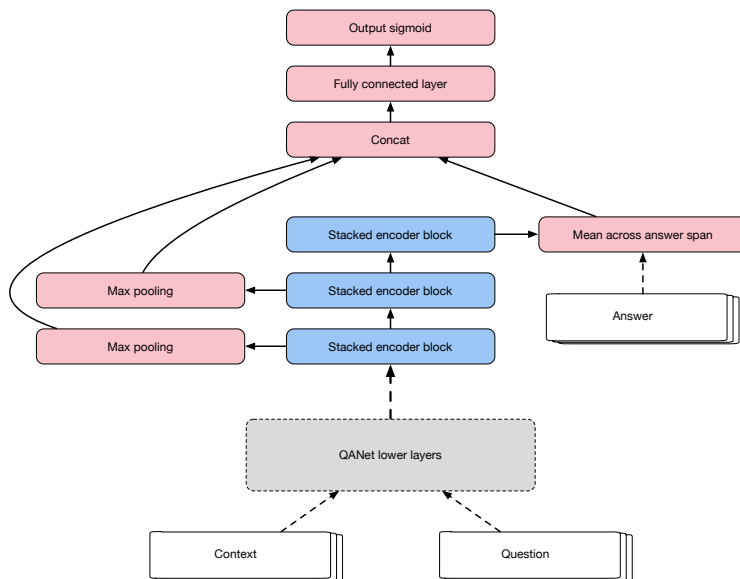 Output sigmoid
Fully connected layer
Concat
Stacked encoder block
Mean across answer span
Max pooling
Stacked encoder block
Answer
Max pooling
Stacked encoder block
QANet lower layers
Context
Question